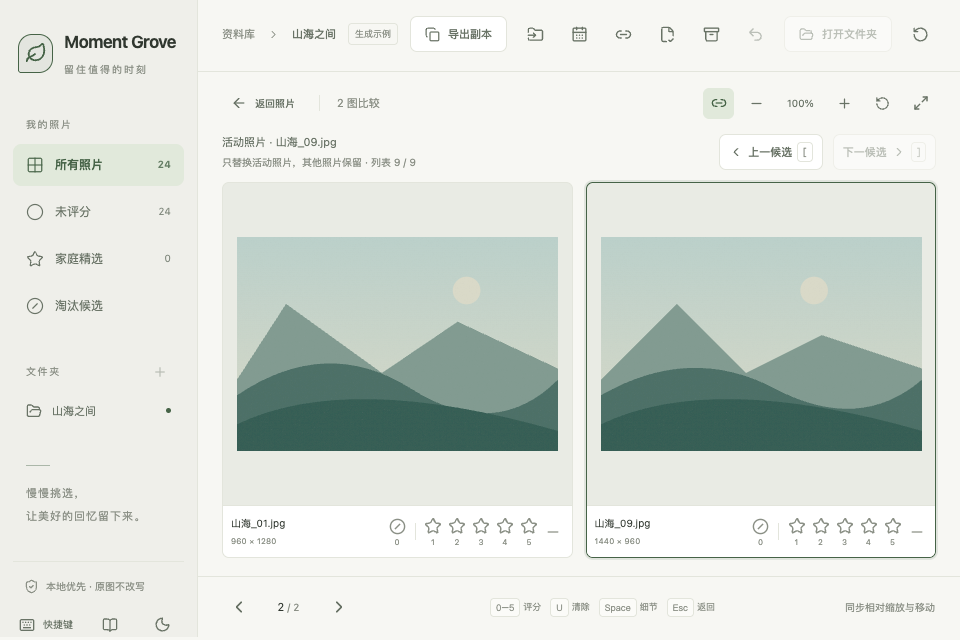 Moment Grove
留住值得的时刻
我的照片
所有照片 24
未评分 24
家庭精选 0
淘汰候选
文件夹
山海之间
慢慢挑选，
让美好的回忆留下来。
本地优先 · 原图不改写
快捷键
资料库 山海之间 生成示例 导出副本 打开文件夹
返回照片 2 图比较 100%
活动照片 · 山海_09.jpg
只替换活动照片，其他照片保留 · 列表 9 / 9
上一候选 [ 下一候选 ]
山海_01.jpg
960 × 1280
0 1 2 3 4 5
山海_09.jpg
1440 × 960
0 1 2 3 4 5
2 / 2
0—5 评分 U 清除 Space 细节 Esc 返回
同步相对缩放与移动